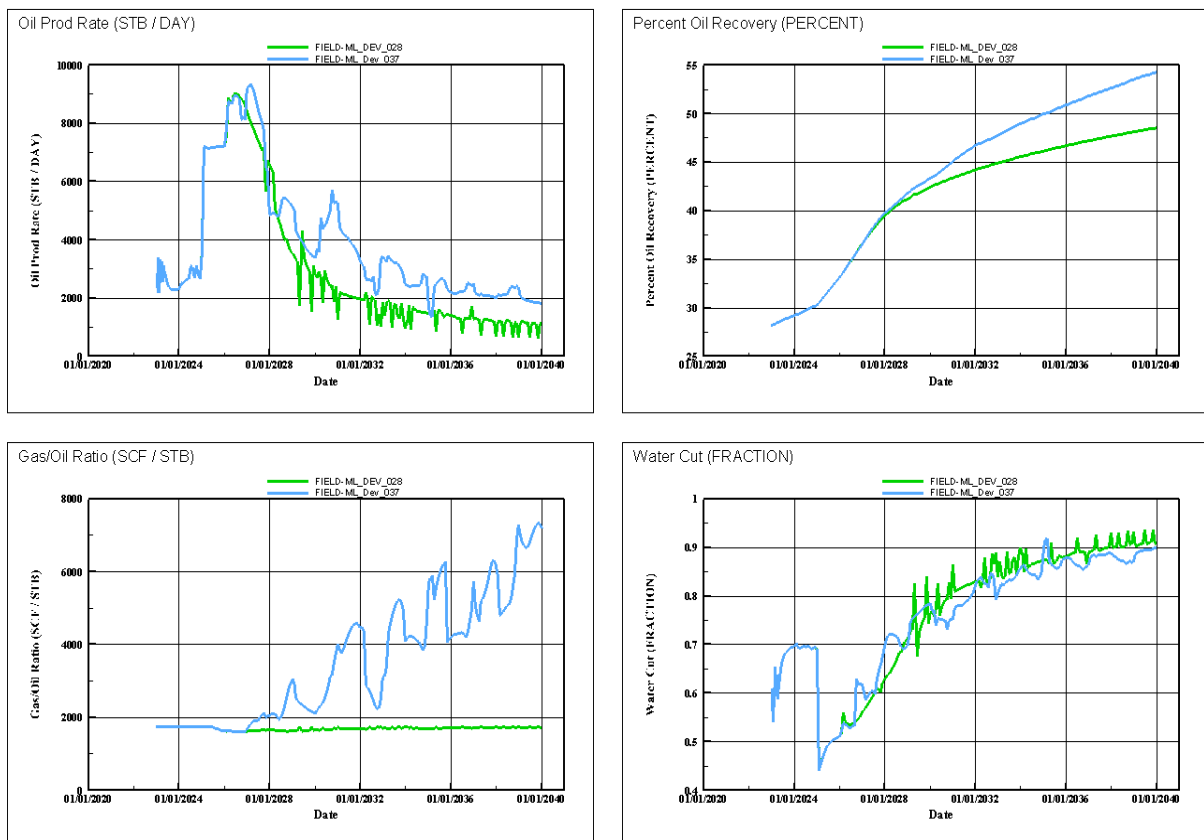 Oil Prod Rate (STB / DAY)
FIELD-ML_DEV_028
FIELD-ML_Dev_037
10000
8000
6000
4000
2000
0
Oil Prod Rate (STB / DAY)
01/01/2020
01/01/2024
01/01/2028
01/01/2032
01/01/2036
01/01/2040
Date
Percent Oil Recovery (PERCENT)
FIELD-ML_DEV_028
FIELD-ML_Dev_037
55
50
45
40
35
30
25
Percent Oil Recovery (PERCENT)
01/01/2020
01/01/2024
01/01/2028
01/01/2032
01/01/2036
01/01/2040
Date
Gas/Oil Ratio (SCF / STB)
FIELD-ML_DEV_028
FIELD-ML_Dev_037
8000
6000
4000
2000
0
Gas/Oil Ratio (SCF / STB)
01/01/2020
01/01/2024
01/01/2028
01/01/2032
01/01/2036
01/01/2040
Date
Water Cut (FRACTION)
FIELD-ML_DEV_028
FIELD-ML_Dev_037
1
0.9
0.8
0.7
0.6
0.5
0.4
Water Cut (FRACTION)
01/01/2020
01/01/2024
01/01/2028
01/01/2032
01/01/2036
01/01/2040
Date